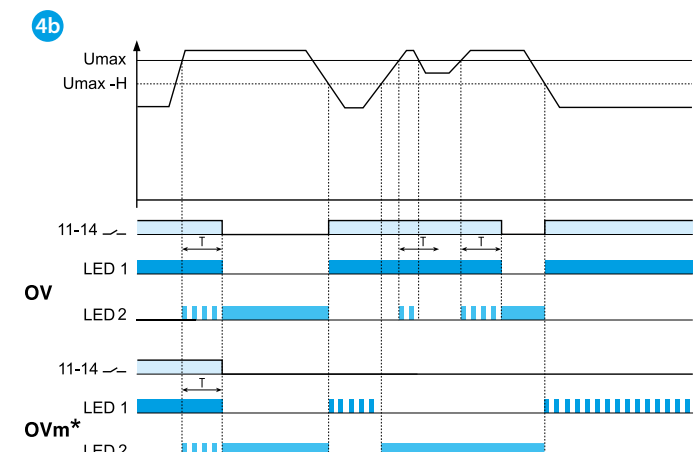 4b
Umax
Umax -H
11-14
T T T
LED 1
OV
LED 2
11-14
T
LED 1
OVm*
LED 2